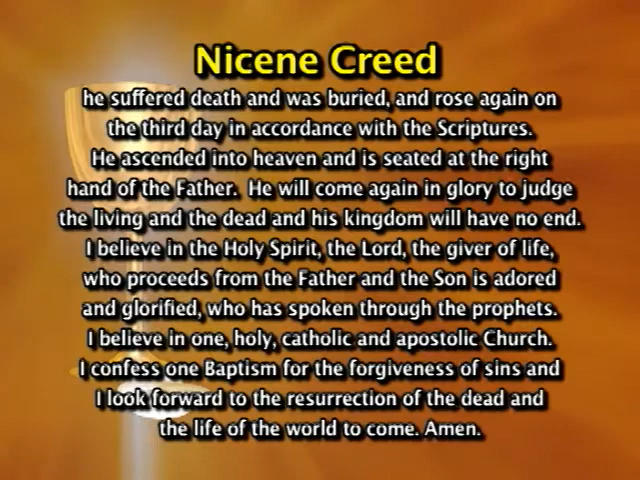 Nicene Creed
he suffered death and was buried, and rose again on
the third day in accordance with the Scriptures.
He ascended into heaven and is seated at the right
hand of the Father. He will come again in glory to judge
the living and the dead and his kingdom will have no end.
I believe in the Holy Spirit, the Lord, the giver of life,
who proceeds from the Father and the Son is adored
and glorified, who has spoken through the prophets.
I believe in one, holy, catholic and apostolic Church.
I confess one Baptism for the forgiveness of sins and
I look forward to the resurrection of the dead and
the life of the world to come. Amen.